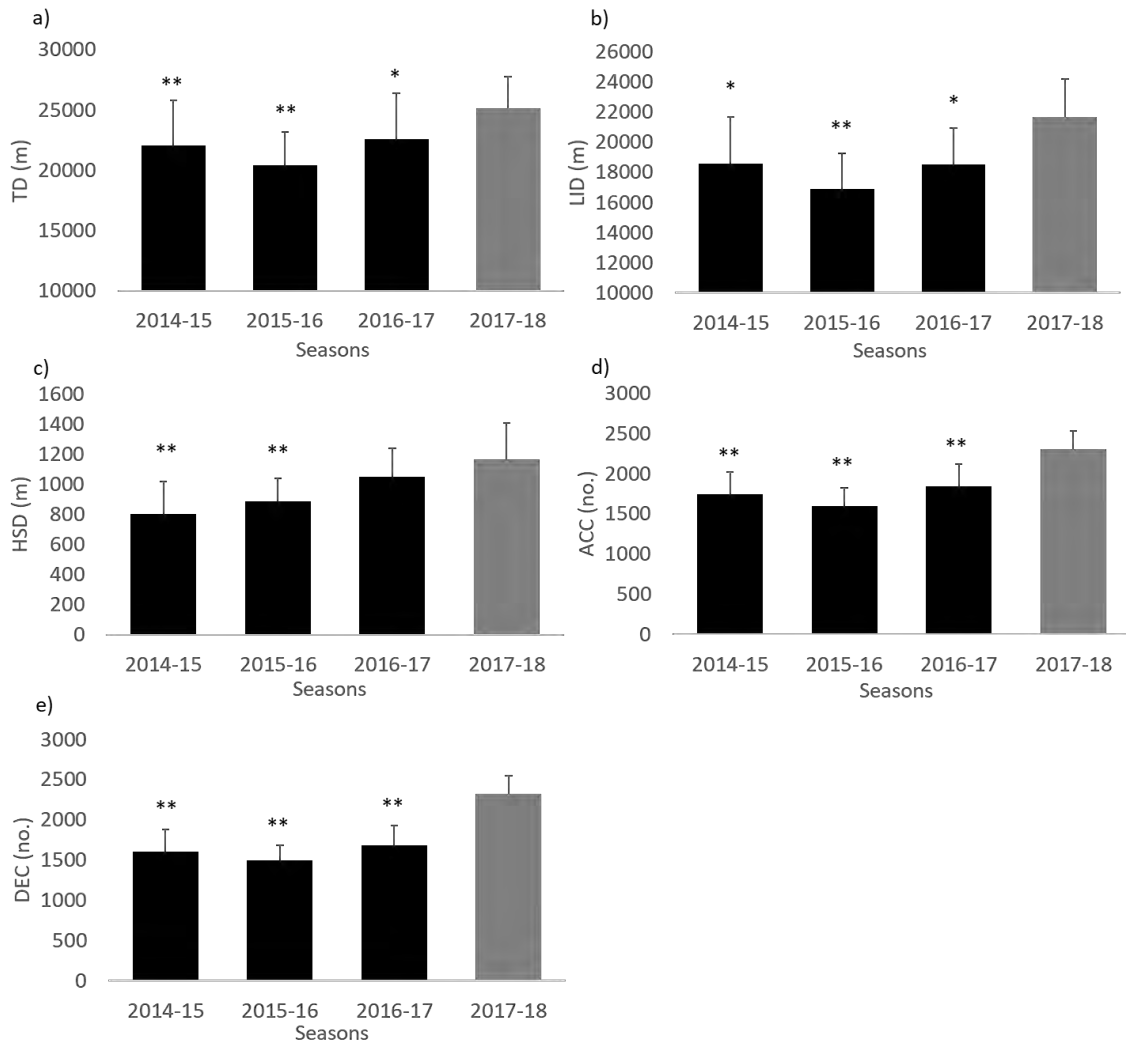 a)
TD (m)
30000
25000
20000
15000
10000
** ** *
2014-15 2015-16 2016-17 2017-18
Seasons
b)
LID (m)
26000
24000
22000
20000
18000
16000
14000
12000
10000
* ** *
2014-15 2015-16 2016-17 2017-18
Seasons
c)
HSD (m)
1600
1400
1200
1000
800
600
400
200
0
** **
2014-15 2015-16 2016-17 2017-18
Seasons
d)
ACC (no.)
3000
2500
2000
1500
1000
500
0
** ** **
2014-15 2015-16 2016-17 2017-18
Seasons
e)
DEC (no.)
3000
2500
2000
1500
1000
500
0
** ** **
2014-15 2015-16 2016-17 2017-18
Seasons